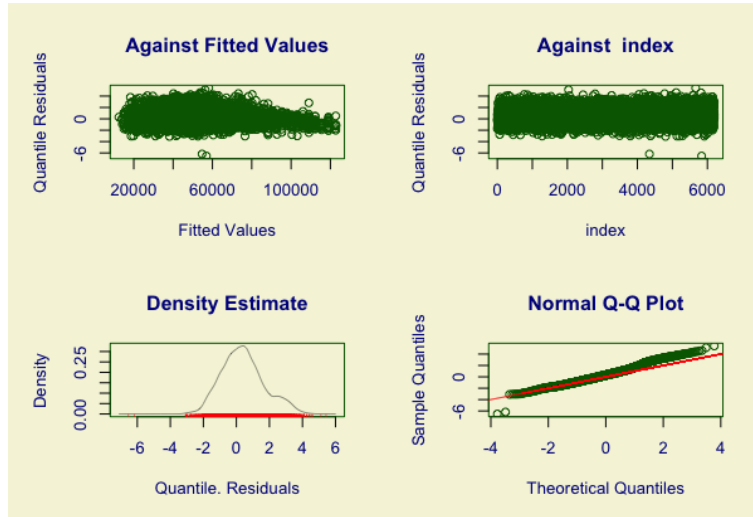 Against Fitted Values
Quantile Residuals
0
-6
20000 60000 100000
Fitted Values
Against index
Quantile Residuals
0
-6
0 2000 4000 6000
index
Density Estimate
Density
0.25
0.00
-6 -4 -2 0 2 4 6
Quantile. Residuals
Normal Q-Q Plot
Sample Quantiles
0
-6
-4 -2 0 2 4
Theoretical Quantiles